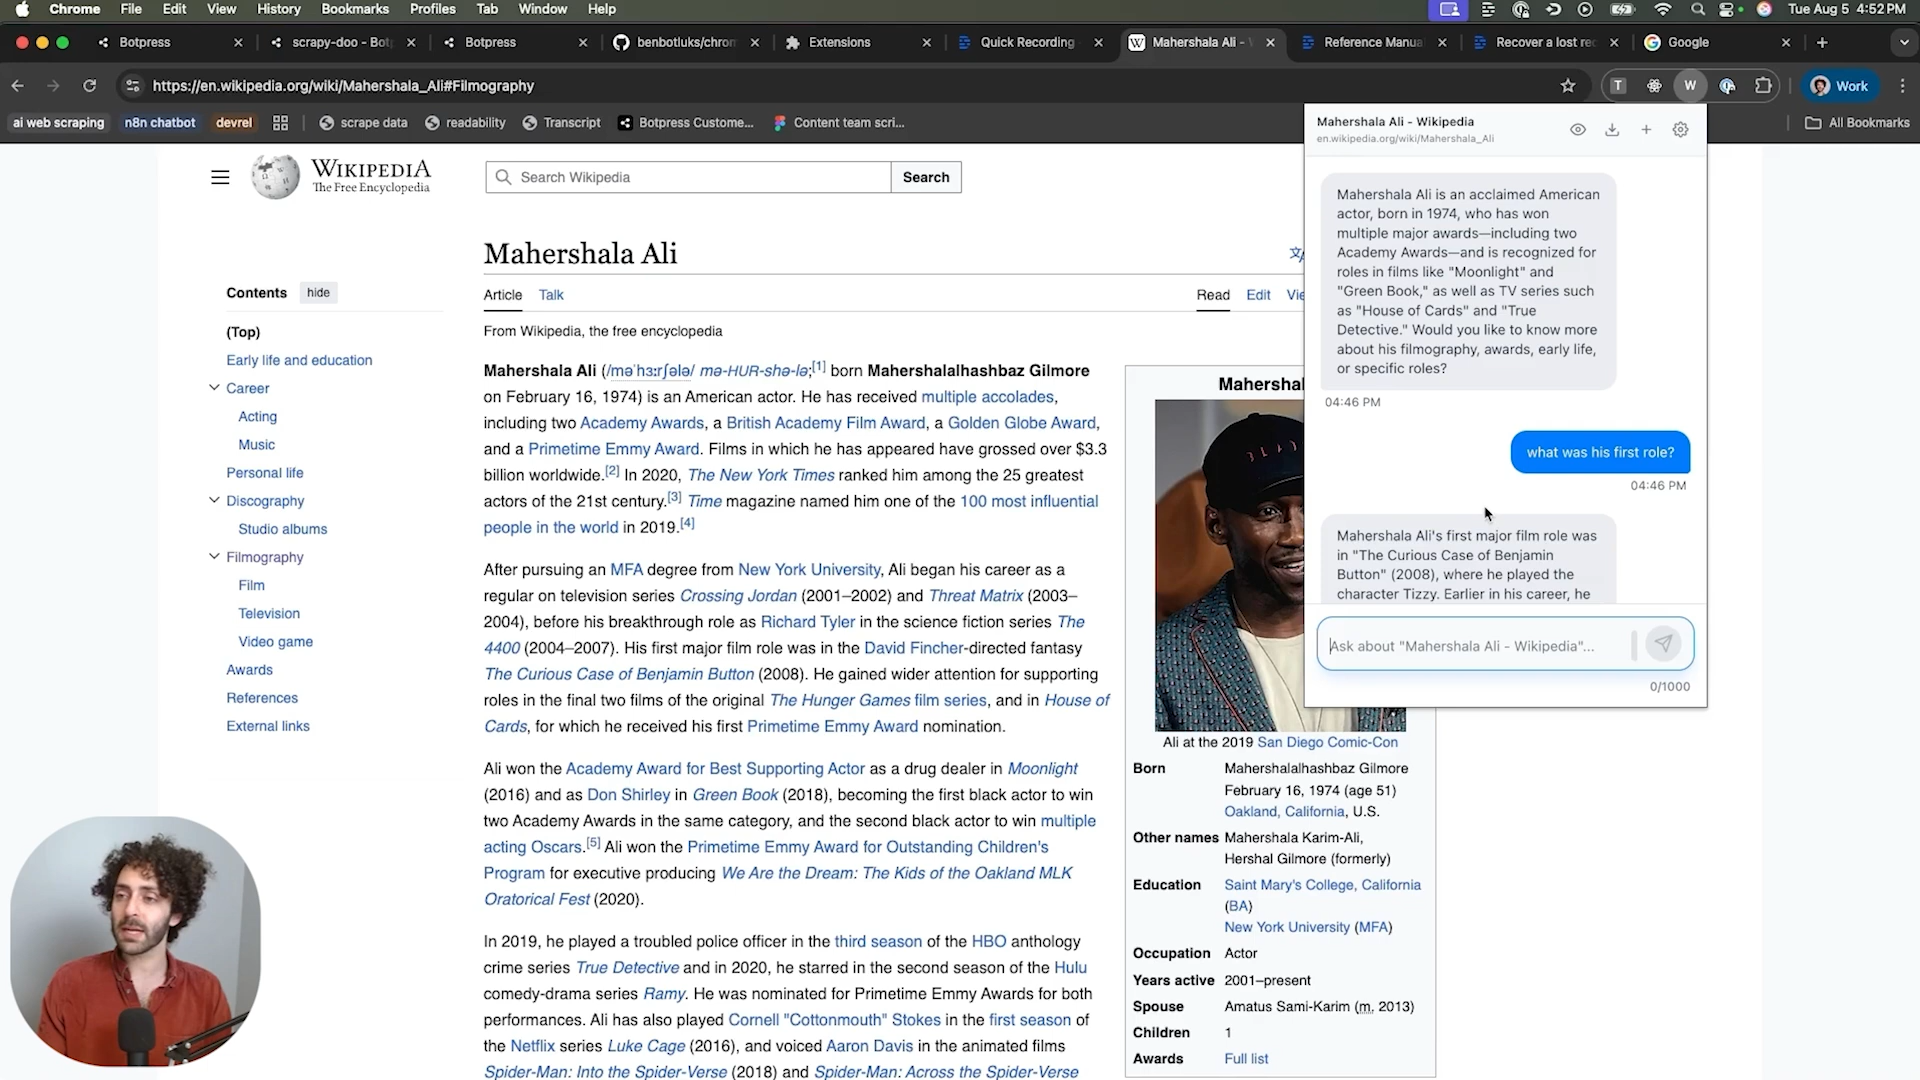 Chrome File Edit View History Bookmarks Profiles Tab Window Help
Tue Aug 5 4:52 PM
Botpress
scrapy-doo - Bot
Botpress
benbotluks/chrom
Extensions
Quick Recording
Mahershala Ali -
Reference Manua
Recover a lost rec
Google
https://en.wikipedia.org/wiki/Mahershala_Ali#Filmography
T
W
Work
ai web scraping
n8n chatbot
devrel
scrape data
readability
Transcript
Botpress Custome...
Content team scri...
All Bookmarks
WIKIPEDIA
The Free Encyclopedia
Search Wikipedia
Search
Contents hide
(Top)
Early life and education
Career
Acting
Music
Personal life
Discography
Studio albums
Filmography
Film
Television
Video game
Awards
References
External links
Mahershala Ali
Article Talk
Read Edit Vie
From Wikipedia, the free encyclopedia
Mahershala Ali (/məˈhɜːrʃələ/ mə-HUR-shə-lə;[1] born Mahershalalhashbaz Gilmore
on February 16, 1974) is an American actor. He has received multiple accolades,
including two Academy Awards, a British Academy Film Award, a Golden Globe Award,
and a Primetime Emmy Award. Films in which he has appeared have grossed over $3.3
billion worldwide.[2] In 2020, The New York Times ranked him among the 25 greatest
actors of the 21st century.[3] Time magazine named him one of the 100 most influential
people in the world in 2019.[4]
After pursuing an MFA degree from New York University, Ali began his career as a
regular on television series Crossing Jordan (2001–2002) and Threat Matrix (2003–
2004), before his breakthrough role as Richard Tyler in the science fiction series The
4400 (2004–2007). His first major film role was in the David Fincher-directed fantasy
The Curious Case of Benjamin Button (2008). He gained wider attention for supporting
roles in the final two films of the original The Hunger Games film series, and in House of
Cards, for which he received his first Primetime Emmy Award nomination.
Ali won the Academy Award for Best Supporting Actor as a drug dealer in Moonlight
(2016) and as Don Shirley in Green Book (2018), becoming the first black actor to win
two Academy Awards in the same category, and the second black actor to win multiple
acting Oscars.[5] Ali won the Primetime Emmy Award for Outstanding Children's
Program for executive producing We Are the Dream: The Kids of the Oakland MLK
Oratorical Fest (2020).
In 2019, he played a troubled police officer in the third season of the HBO anthology
crime series True Detective and in 2020, he starred in the second season of the Hulu
comedy-drama series Ramy. He was nominated for Primetime Emmy Awards for both
performances. Ali has also played Cornell "Cottonmouth" Stokes in the first season of
the Netflix series Luke Cage (2016), and voiced Aaron Davis in the animated films
Spider-Man: Into the Spider-Verse (2018) and Spider-Man: Across the Spider-Verse
Mahershal
Ali at the 2019 San Diego Comic-Con
Born Mahershalalhashbaz Gilmore
February 16, 1974 (age 51)
Oakland, California, U.S.
Other names Mahershala Karim-Ali,
Hershal Gilmore (formerly)
Education Saint Mary's College, California
(BA)
New York University (MFA)
Occupation Actor
Years active 2001–present
Spouse Amatus Sami-Karim (m. 2013)
Children 1
Awards Full list
Mahershala Ali - Wikipedia
en.wikipedia.org/wiki/Mahershala_Ali
Mahershala Ali is an acclaimed American
actor, born in 1974, who has won
multiple major awards—including two
Academy Awards—and is recognized for
roles in films like "Moonlight" and
"Green Book," as well as TV series such
as "House of Cards" and "True
Detective." Would you like to know more
about his filmography, awards, early life,
or specific roles?
04:46 PM
what was his first role?
04:46 PM
Mahershala Ali's first major film role was
in "The Curious Case of Benjamin
Button" (2008), where he played the
character Tizzy. Earlier in his career, he
Ask about "Mahershala Ali - Wikipedia"...
0/1000